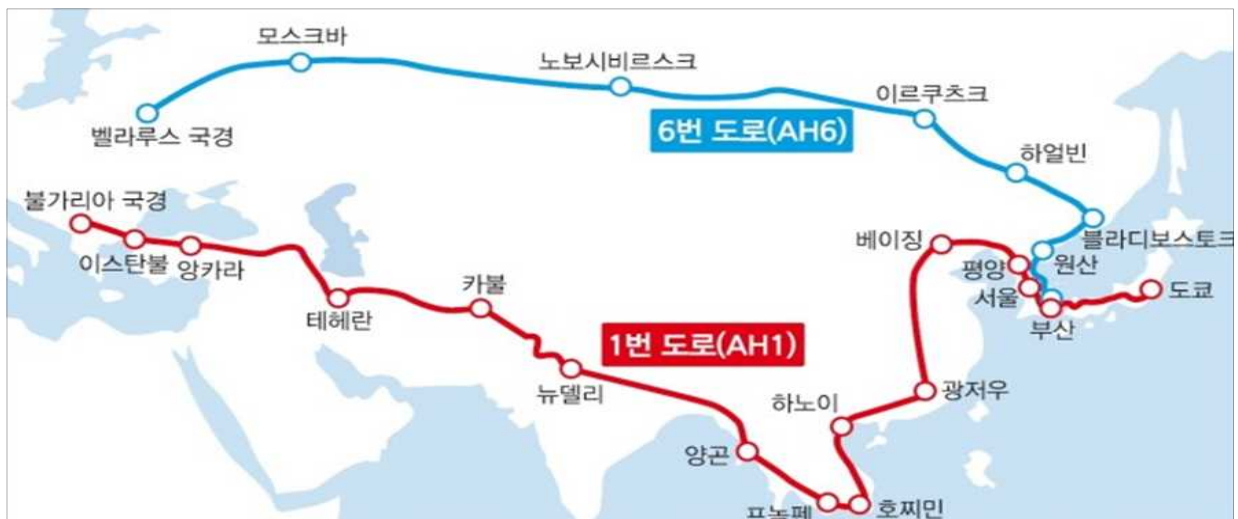 모스크바
노보시비르스크
이르쿠츠크
6번 도로(AH6)
벨라루스 국경
하얼빈
불가리아 국경
블라디보스토크
베이징
이스탄불
앙카라
원산
평양
카불
서울
도쿄
테헤란
부산
1번 도로(AH1)
뉴델리
광저우
하노이
양곤
프놈펜
호찌민